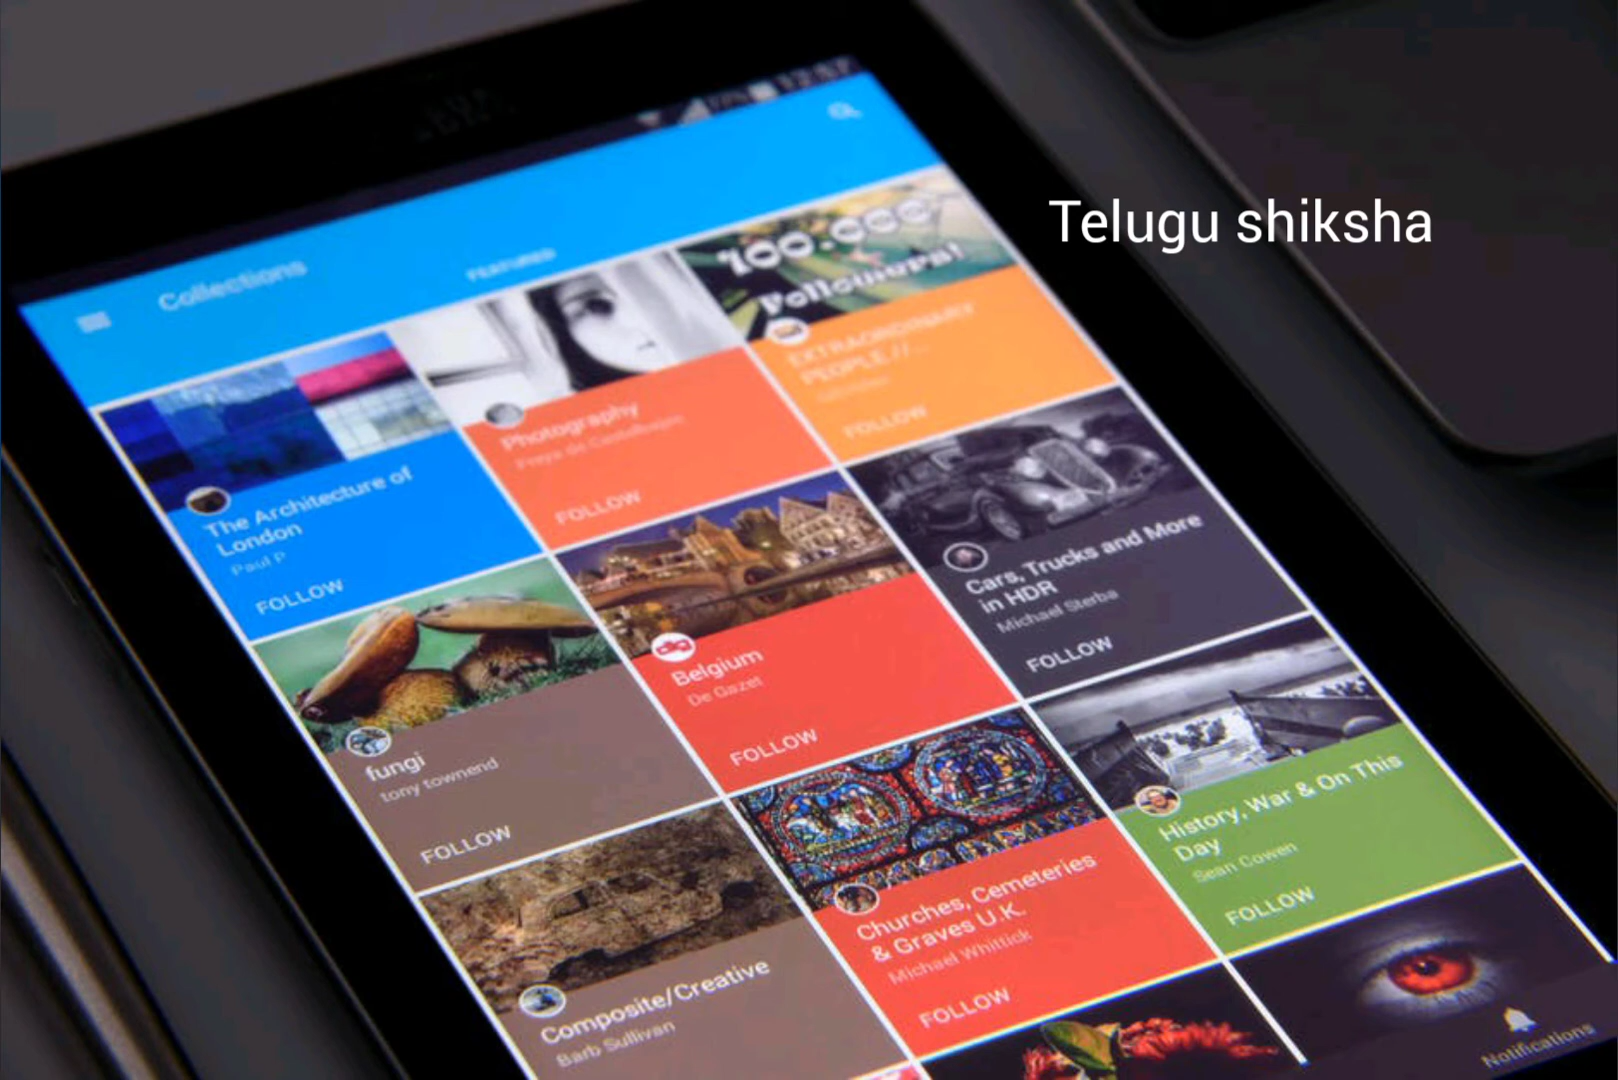 Telugu shiksha
Collections
FEATURED
100.000
Followers!
EXTRAORDINARY
PEOPLE //...
FOLLOW
Photography
FOLLOW
The Architecture of
London
Paul P
FOLLOW
Cars, Trucks and More
in HDR
Michael Sterba
FOLLOW
Belgium
De Gazet
FOLLOW
fungi
tony townend
FOLLOW
History, War & On This
Day
Sean Cowen
FOLLOW
Churches, Cemeteries
& Graves U.K.
Michael Whittick
FOLLOW
Composite/Creative
Barb Sullivan
Notifications